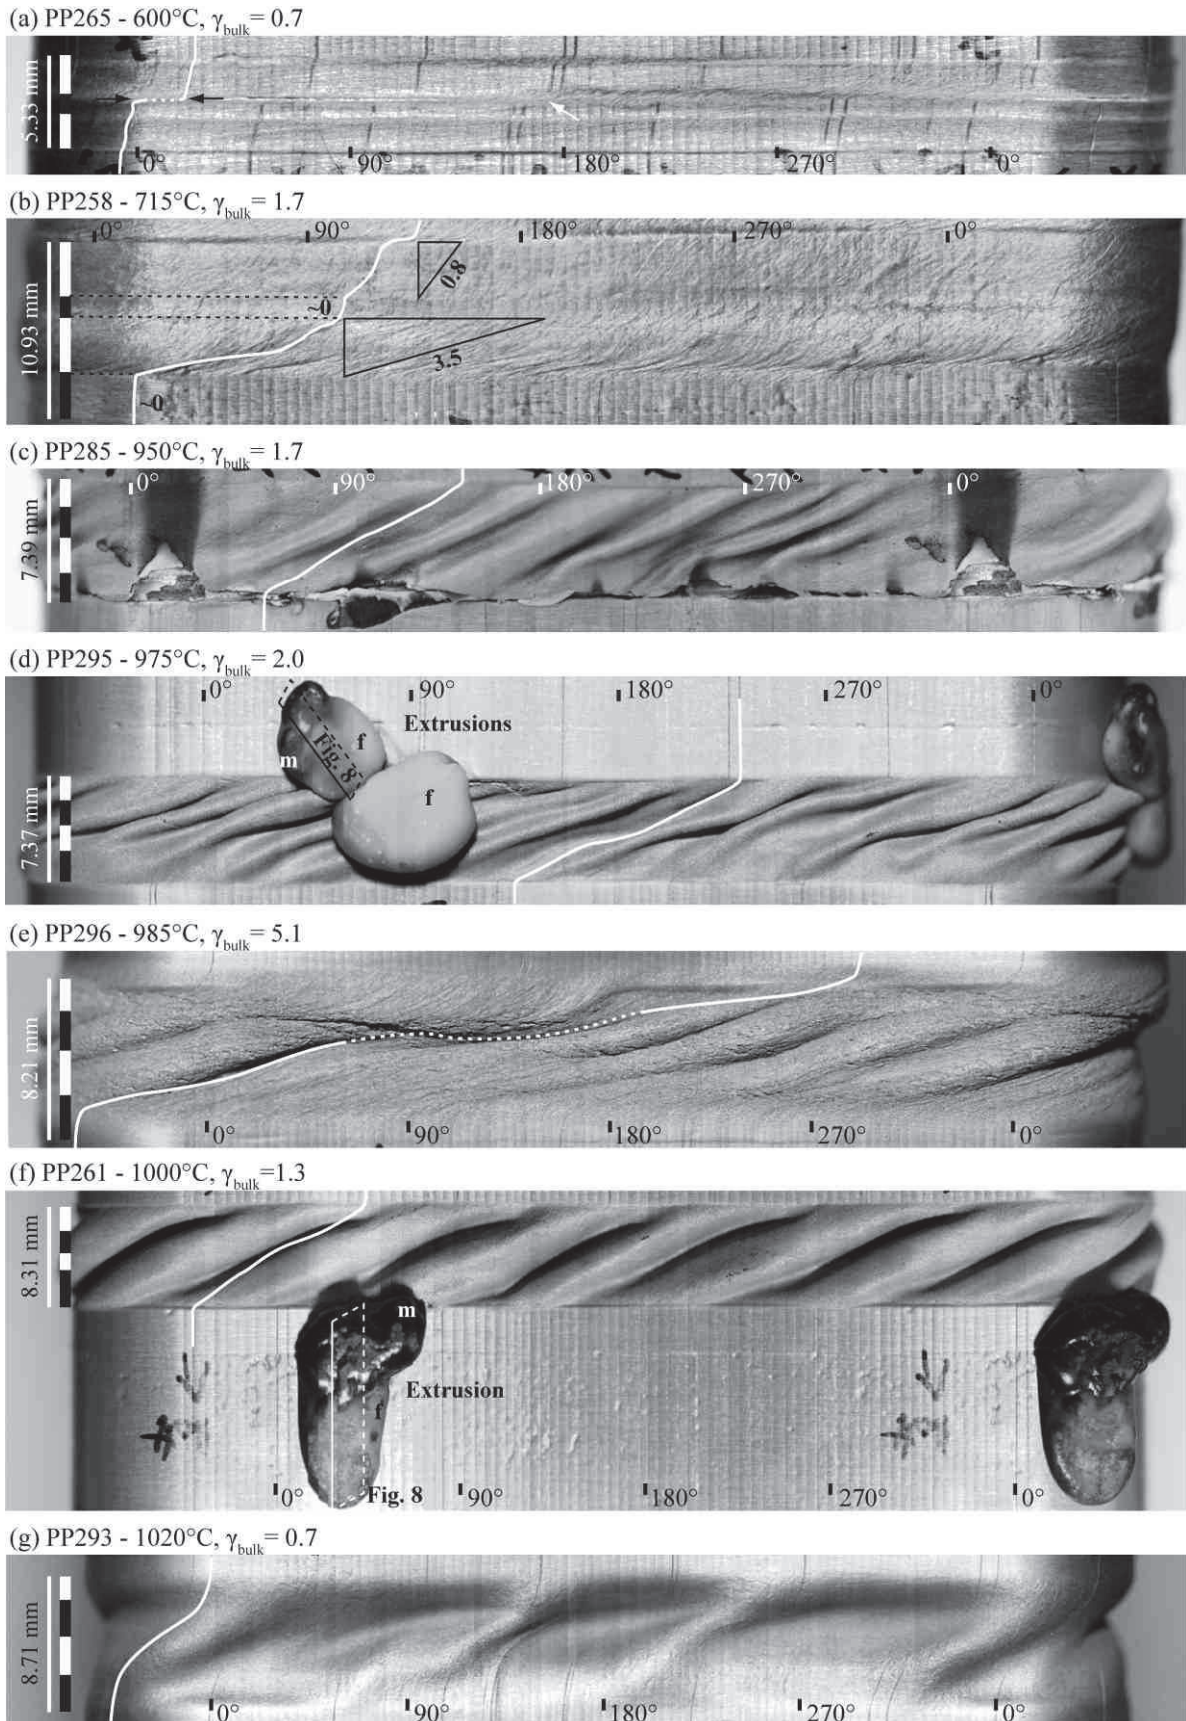 (a) PP265 - 600°C, γbulk= 0.7
5.33 mm
0° 90° 180° 270° 0°
(b) PP258 - 715°C, γbulk= 1.7
0° 90° 180° 270° 0°
10.93 mm
0.8
~0
3.5
~0
(c) PP285 - 950°C, γbulk= 1.7
0° 90° 180° 270° 0°
7.39 mm
(d) PP295 - 975°C, γbulk= 2.0
0° 90° 180° 270° 0°
Extrusions
f
m
Fig. 8
f
7.37 mm
(e) PP296 - 985°C, γbulk= 5.1
8.21 mm
0° 90° 180° 270° 0°
(f) PP261 - 1000°C, γbulk=1.3
8.31 mm
m
Extrusion
f
Fig. 8
0° 90° 180° 270° 0°
(g) PP293 - 1020°C, γbulk= 0.7
8.71 mm
0° 90° 180° 270° 0°